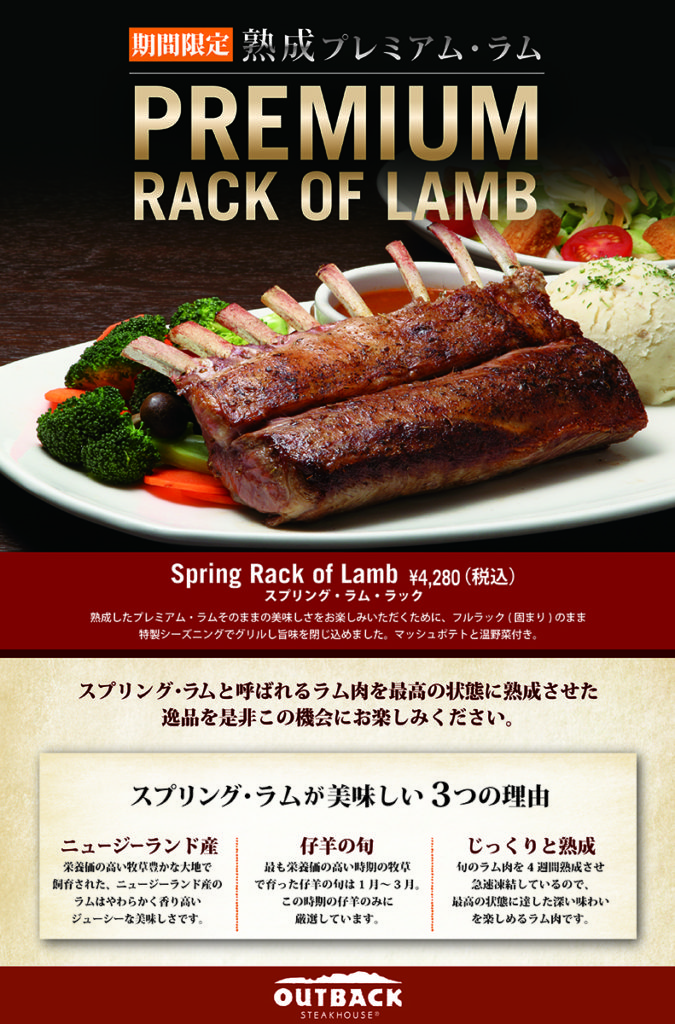 期間限定 熟成プレミアム・ラム
PREMIUM
RACK OF LAMB
Spring Rack of Lamb ¥4,280（税込）
スプリング・ラム・ラック
熟成したプレミアム・ラムそのままの美味しさをお楽しみいただくために、フルラック(固まり)のまま
特製シーズニングでグリルし旨味を閉じ込めました。マッシュポテトと温野菜付き。
スプリング・ラムと呼ばれるラム肉を最高の状態に熟成させた
逸品を是非この機会にお楽しみください。
スプリング・ラムが美味しい3つの理由
ニュージーランド産
栄養価の高い牧草豊かな大地で
飼育された、ニュージーランド産の
ラムはやわらかく香り高い
ジューシーな美味しさです。
仔羊の旬
最も栄養価の高い時期の牧草
で育った仔羊の旬は1月〜3月。
この時期の仔羊のみに
厳選しています。
じっくりと熟成
旬のラム肉を4週間熟成させ
急速凍結しているので、
最高の状態に達した深い味わい
を楽しめるラム肉です。
OUTBACK
STEAKHOUSE®